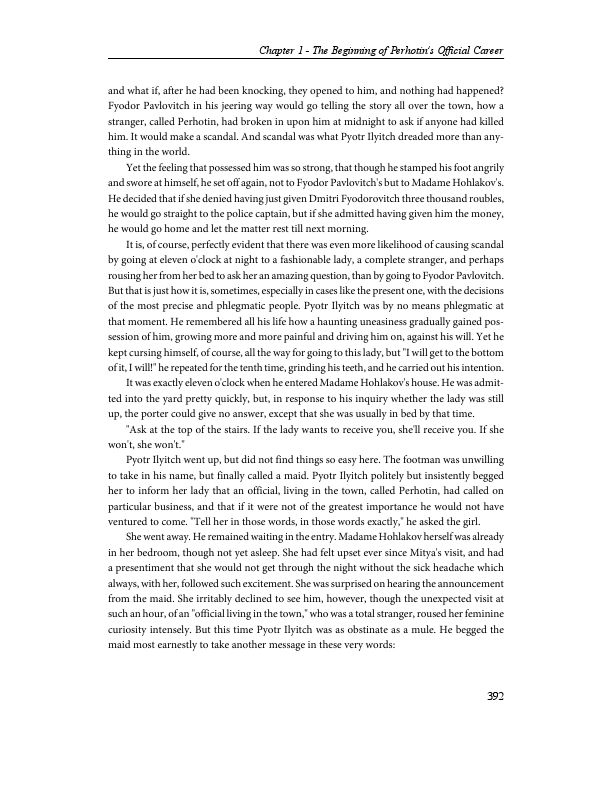 Chapter 1 - The Beginning of Perhotin's Official Career
and what if, after he had been knocking, they opened to him, and nothing had happened?
Fyodor Pavlovitch in his jeering way would go telling the story all over the town, how a
stranger, called Perhotin, had broken in upon him at midnight to ask if anyone had killed
him. It would make a scandal. And scandal was what Pyotr Ilyitch dreaded more than any-
thing in the world.
Yet the feeling that possessed him was so strong, that though he stamped his foot angrily
and swore at himself, he set off again, not to Fyodor Pavlovitch's but to Madame Hohlakov's.
He decided that if she denied having just given Dmitri Fyodorovitch three thousand roubles,
he would go straight to the police captain, but if she admitted having given him the money,
he would go home and let the matter rest till next morning.
It is, of course, perfectly evident that there was even more likelihood of causing scandal
by going at eleven o'clock at night to a fashionable lady, a complete stranger, and perhaps
rousing her from her bed to ask her an amazing question, than by going to Fyodor Pavlovitch.
But that is just how it is, sometimes, especially in cases like the present one, with the decisions
of the most precise and phlegmatic people. Pyotr Ilyitch was by no means phlegmatic at
that moment. He remembered all his life how a haunting uneasiness gradually gained pos-
session of him, growing more and more painful and driving him on, against his will. Yet he
kept cursing himself, of course, all the way for going to this lady, but "I will get to the bottom
of it, I will!" he repeated for the tenth time, grinding his teeth, and he carried out his intention.
It was exactly eleven o'clock when he entered Madame Hohlakov's house. He was admit-
ted into the yard pretty quickly, but, in response to his inquiry whether the lady was still
up, the porter could give no answer, except that she was usually in bed by that time.
"Ask at the top of the stairs. If the lady wants to receive you, she'll receive you. If she
won't, she won't."
Pyotr Ilyitch went up, but did not find things so easy here. The footman was unwilling
to take in his name, but finally called a maid. Pyotr Ilyitch politely but insistently begged
her to inform her lady that an official, living in the town, called Perhotin, had called on
particular business, and that if it were not of the greatest importance he would not have
ventured to come. "Tell her in those words, in those words exactly," he asked the girl.
She went away. He remained waiting in the entry. Madame Hohlakov herself was already
in her bedroom, though not yet asleep. She had felt upset ever since Mitya's visit, and had
a presentiment that she would not get through the night without the sick headache which
always, with her, followed such excitement. She was surprised on hearing the announcement
from the maid. She irritably declined to see him, however, though the unexpected visit at
such an hour, of an "official living in the town," who was a total stranger, roused her feminine
curiosity intensely. But this time Pyotr Ilyitch was as obstinate as a mule. He begged the
maid most earnestly to take another message in these very words:
392